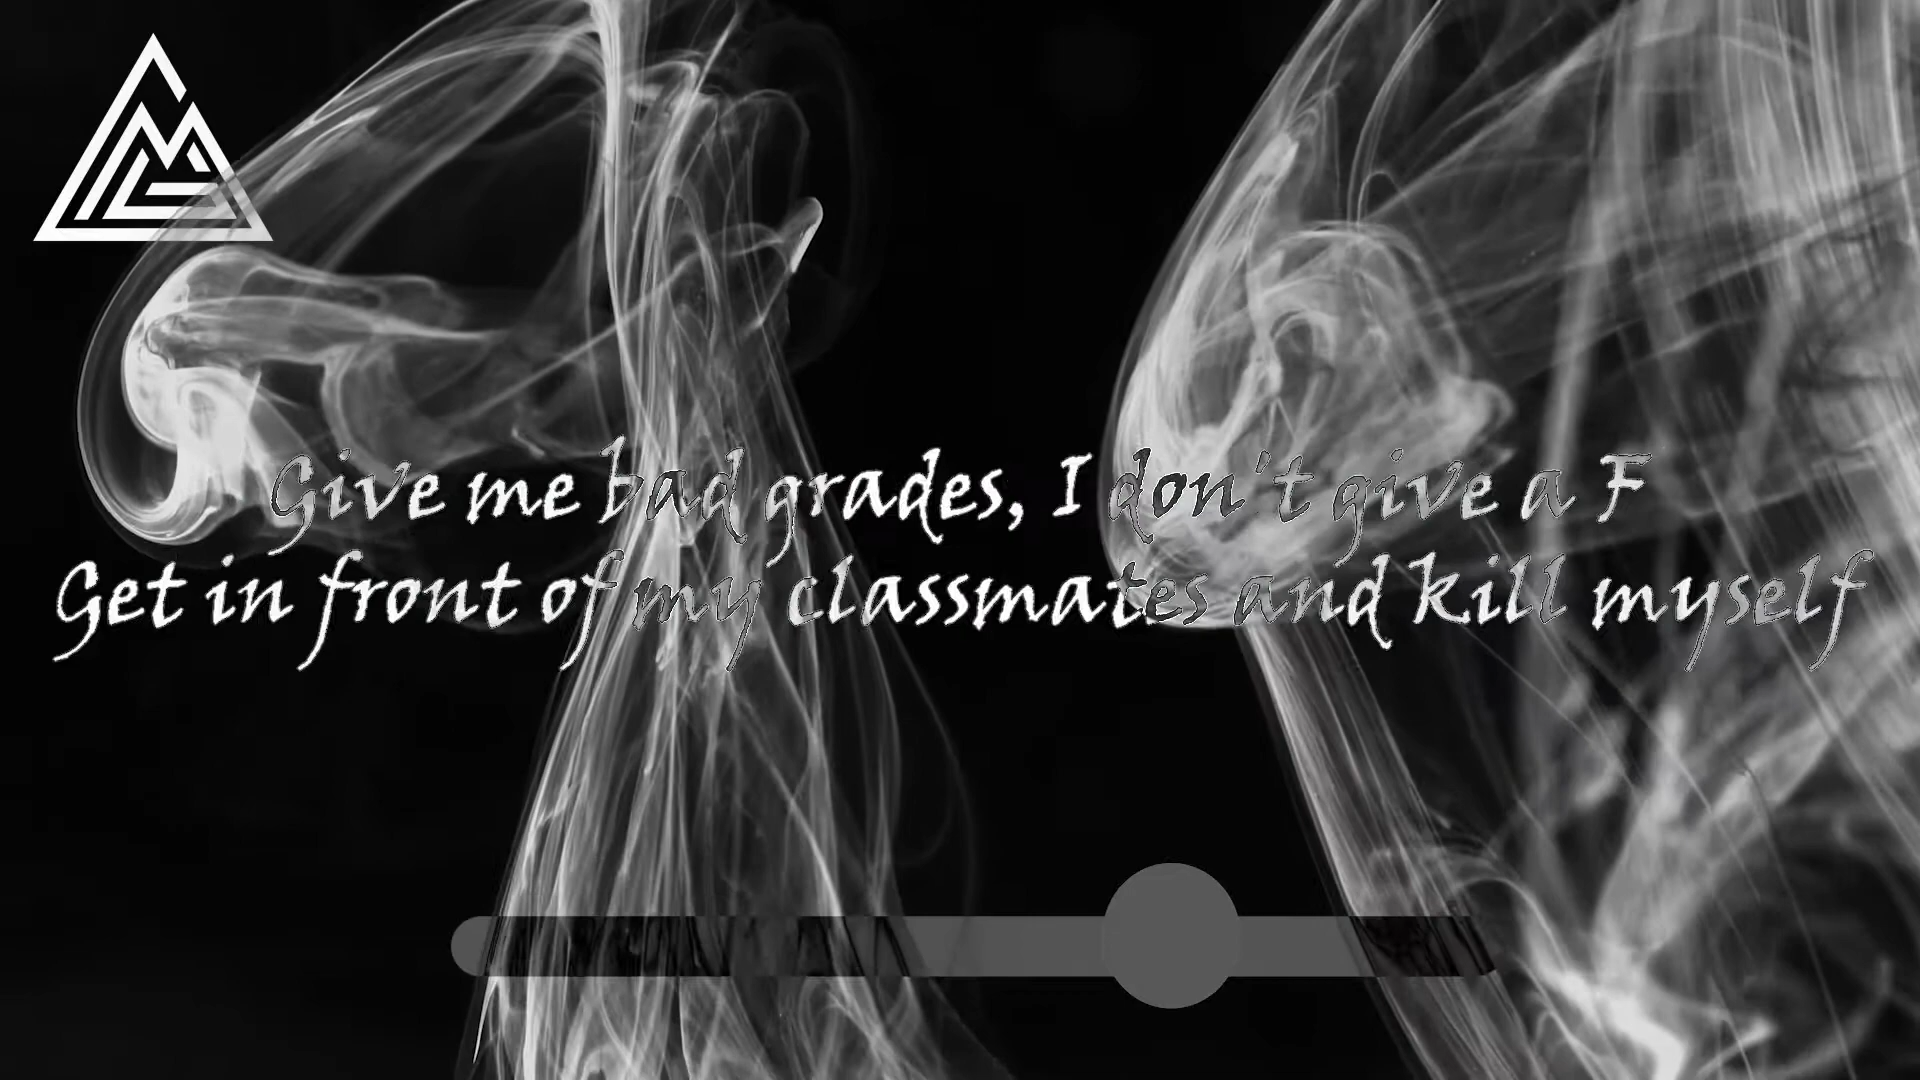 Give me bad grades, I don't give a F
Get in front of my classmates and kill myself